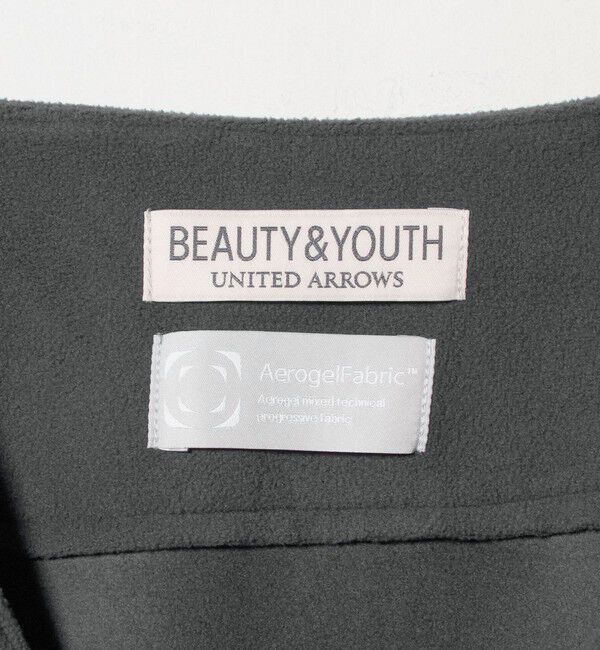 BEAUTY&YOUTH
UNITED ARROWS
AerogelFabric™
Aerogel mixed technical
progressive fabric